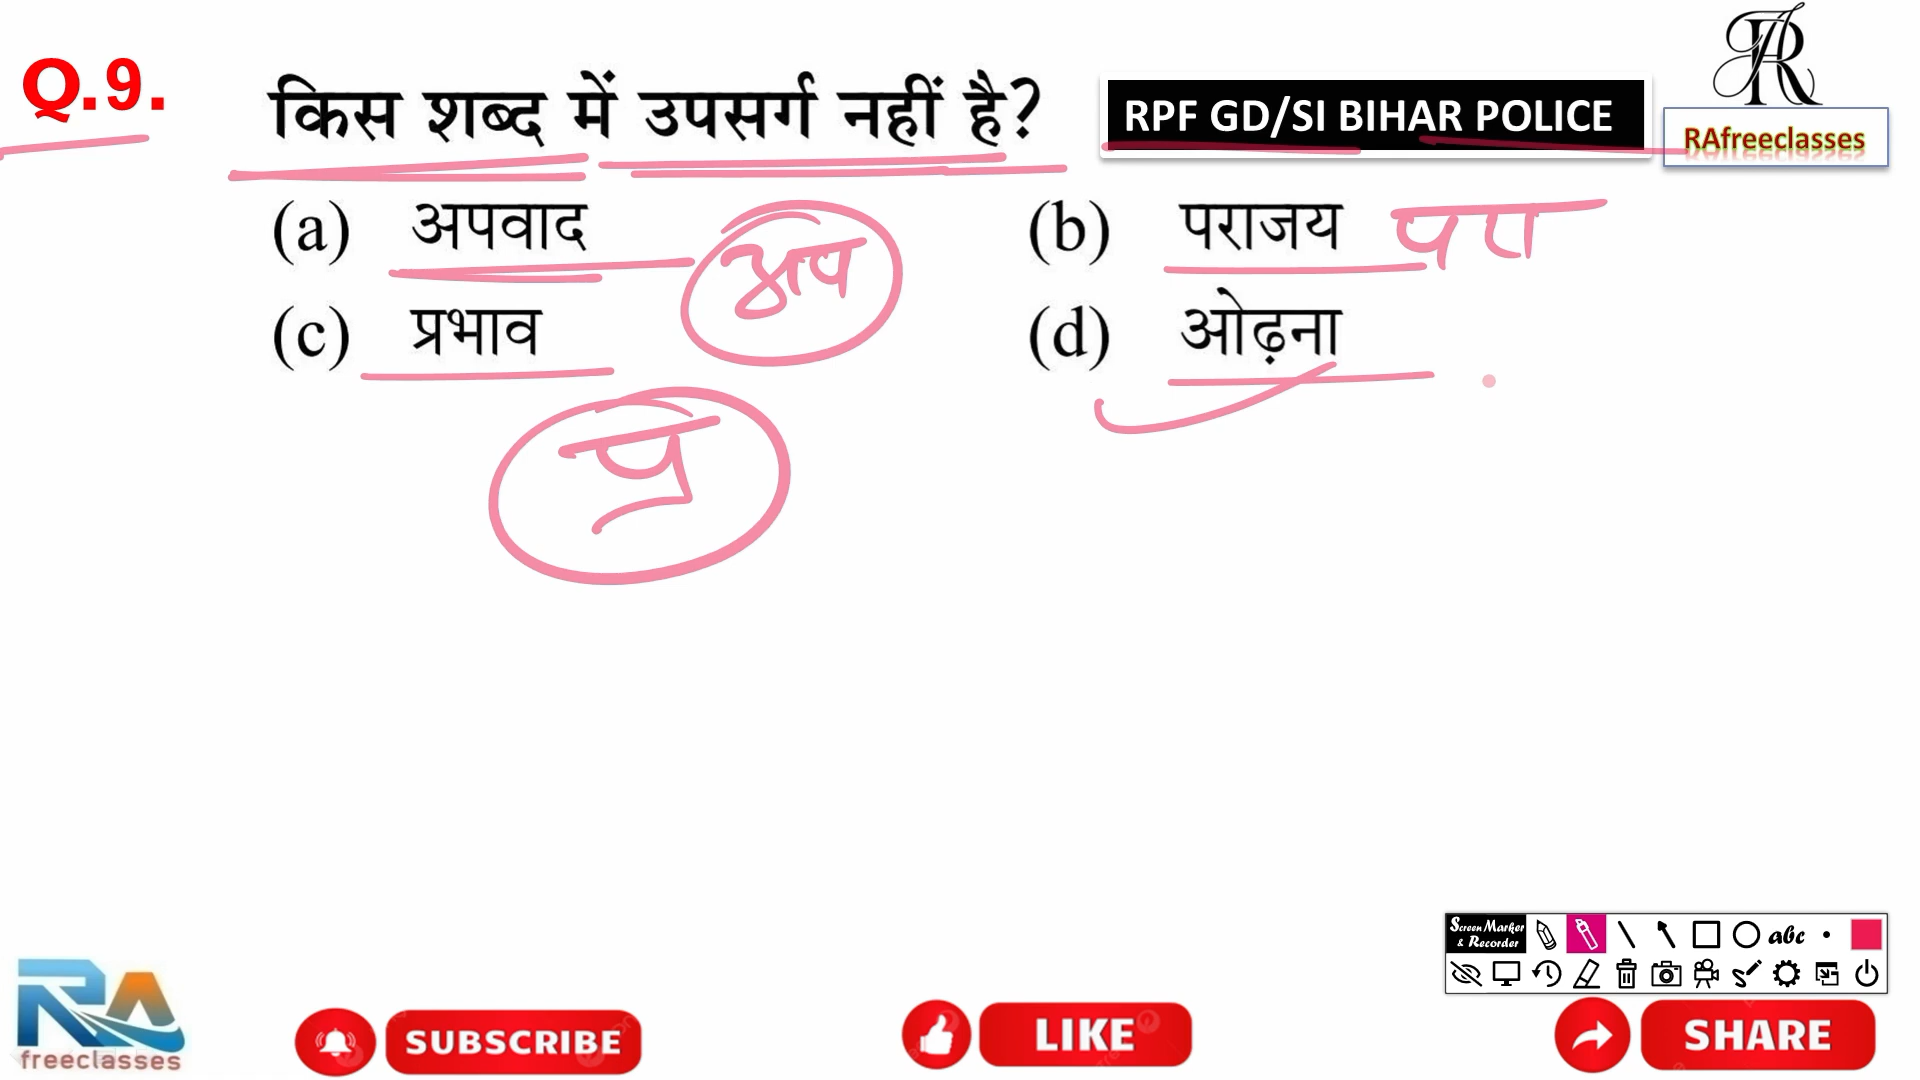 Q.9. किस शब्द में उपसर्ग नहीं है? RPF GD/SI BIHAR POLICE
RAfreeclasses
(a) अपवाद अप (b) पराजय परा
(c) प्रभाव (d) ओढ़ना
प्र
Screen Marker & Recorder abc
RA
freeclasses
SUBSCRIBE LIKE SHARE